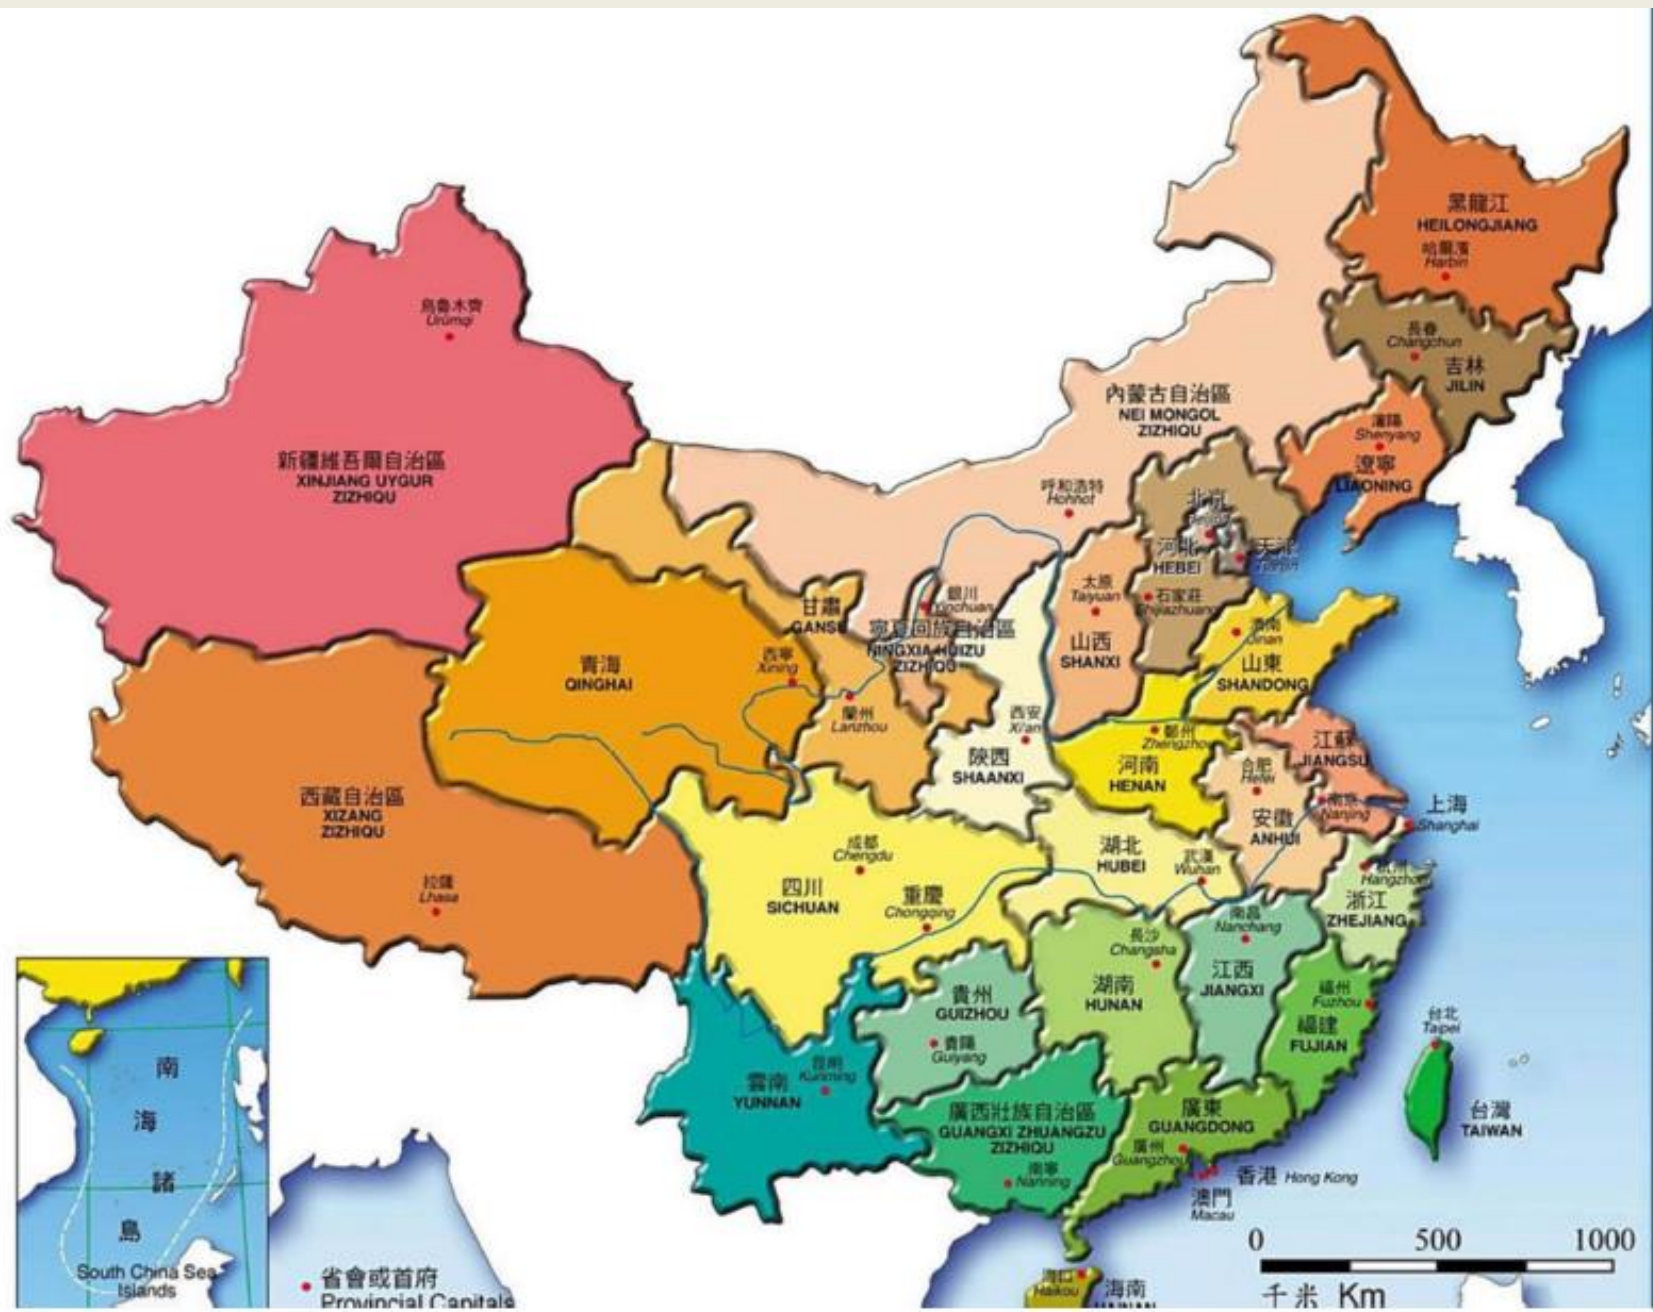 黑龍江
HEILONGJIANG
哈爾濱
Harbin
長春
Changchun
吉林
JILIN
瀋陽
Shenyang
遼寧
LIAONING
內蒙古自治區
NEI MONGOL
ZIZHIQU
呼和浩特
Hohhot
烏魯木齊
Urümqi
新疆維吾爾自治區
XINJIANG UYGUR
ZIZHIQU
北京
Beijing
天津
Tianjin
河北
HEBEI
石家莊
Shijiazhuang
太原
Taiyuan
山西
SHANXI
濟南
Jinan
山東
SHANDONG
銀川
Yinchuan
寧夏回族自治區
NINGXIA HUIZU
ZIZHIQU
甘肅
GANSU
蘭州
Lanzhou
西寧
Xining
青海
QINGHAI
西安
Xi'an
陝西
SHAANXI
鄭州
Zhengzhou
河南
HENAN
江蘇
JIANGSU
南京
Nanjing
合肥
Hefei
安徽
ANHUI
上海
Shanghai
杭州
Hangzhou
浙江
ZHEJIANG
湖北
HUBEI
武漢
Wuhan
西藏自治區
XIZANG
ZIZHIQU
拉薩
Lhasa
成都
Chengdu
四川
SICHUAN
重慶
Chongqing
長沙
Changsha
湖南
HUNAN
南昌
Nanchang
江西
JIANGXI
福州
Fuzhou
福建
FUJIAN
貴州
GUIZHOU
貴陽
Guiyang
昆明
Kunming
雲南
YUNNAN
廣西壯族自治區
GUANGXI ZHUANGZU
ZIZHIQU
南寧
Nanning
廣東
GUANGDONG
廣州
Guangzhou
香港 Hong Kong
澳門
Macau
台北
Taipei
台灣
TAIWAN
海口
Haikou
海南
HAINAN
南
海
諸
島
South China Sea
Islands
省會或首府
Provincial Capitals
0 500 1000
千米 Km